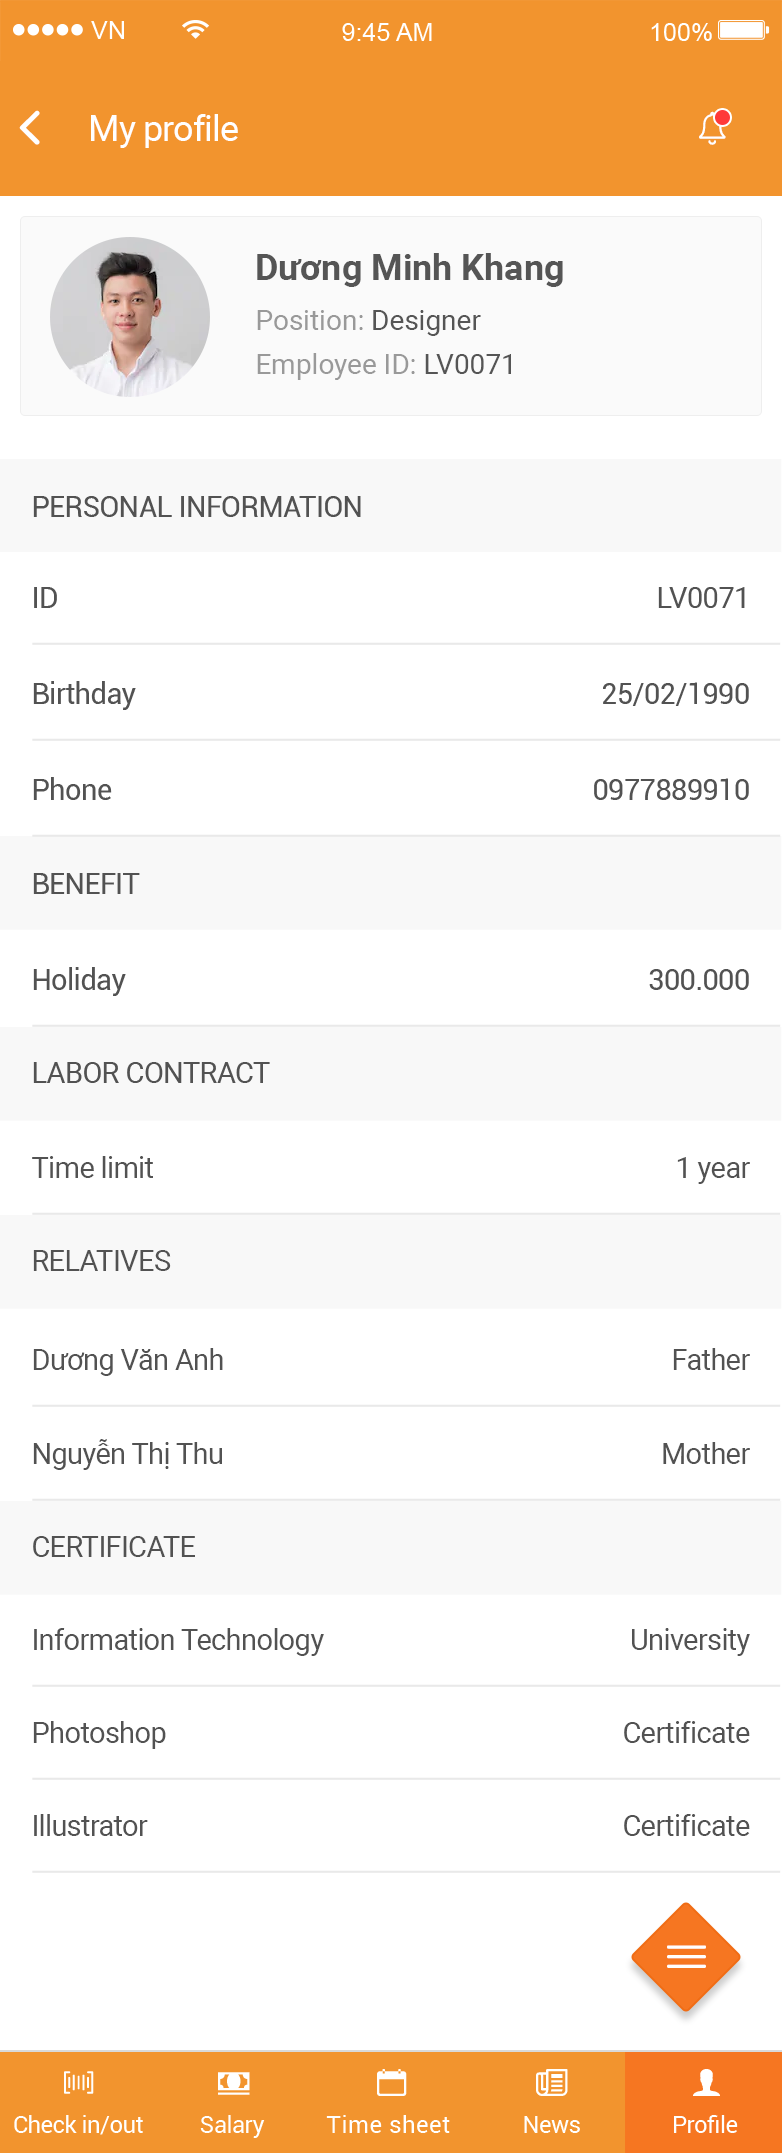 VN 9:45 AM 100%
My profile
Dương Minh Khang
Position: Designer
Employee ID: LV0071
PERSONAL INFORMATION
ID LV0071
Birthday 25/02/1990
Phone 0977889910
BENEFIT
Holiday 300.000
LABOR CONTRACT
Time limit 1 year
RELATIVES
Dương Văn Anh Father
Nguyễn Thị Thu Mother
CERTIFICATE
Information Technology University
Photoshop Certificate
Illustrator Certificate
Check in/out Salary Time sheet News Profile